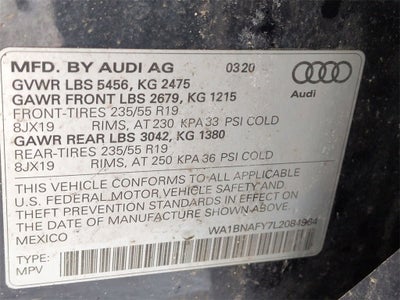 MFD. BY AUDI AG 03 20
GVWR LBS 5456, KG 2475
GAWR FRONT LBS 2679, KG 1215
FRONT-TIRES 235/55 R19 Audi
8JX19 RIMS, AT 230 KPA 33 PSI COLD
GAWR REAR LBS 3042, KG 1380
REAR-TIRES 235/55 R19
8JX19 RIMS, AT 250 KPA 36 PSI COLD
THIS VEHICLE CONFORMS TO ALL APPLICABLE
U.S. FEDERAL MOTOR VEHICLE SAFETY AND
THEFT PREVENTION STANDARDS IN EFFECT ON
THE DATE OF MANUFACTURE SHOWN ABOVE.
MEXICO WA1BNAFY7L2084964
TYPE:
MPV